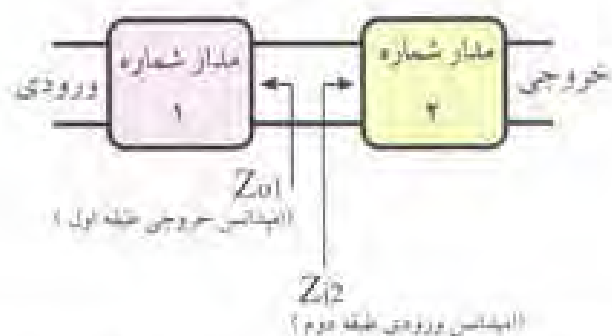 مدار شماره
۱
مدار شماره
۲
ورودی
خروجی
Zo1
(امپدانس خروجی طبقه اول)
Zi2
(امپدانس ورودی طبقه دوم)